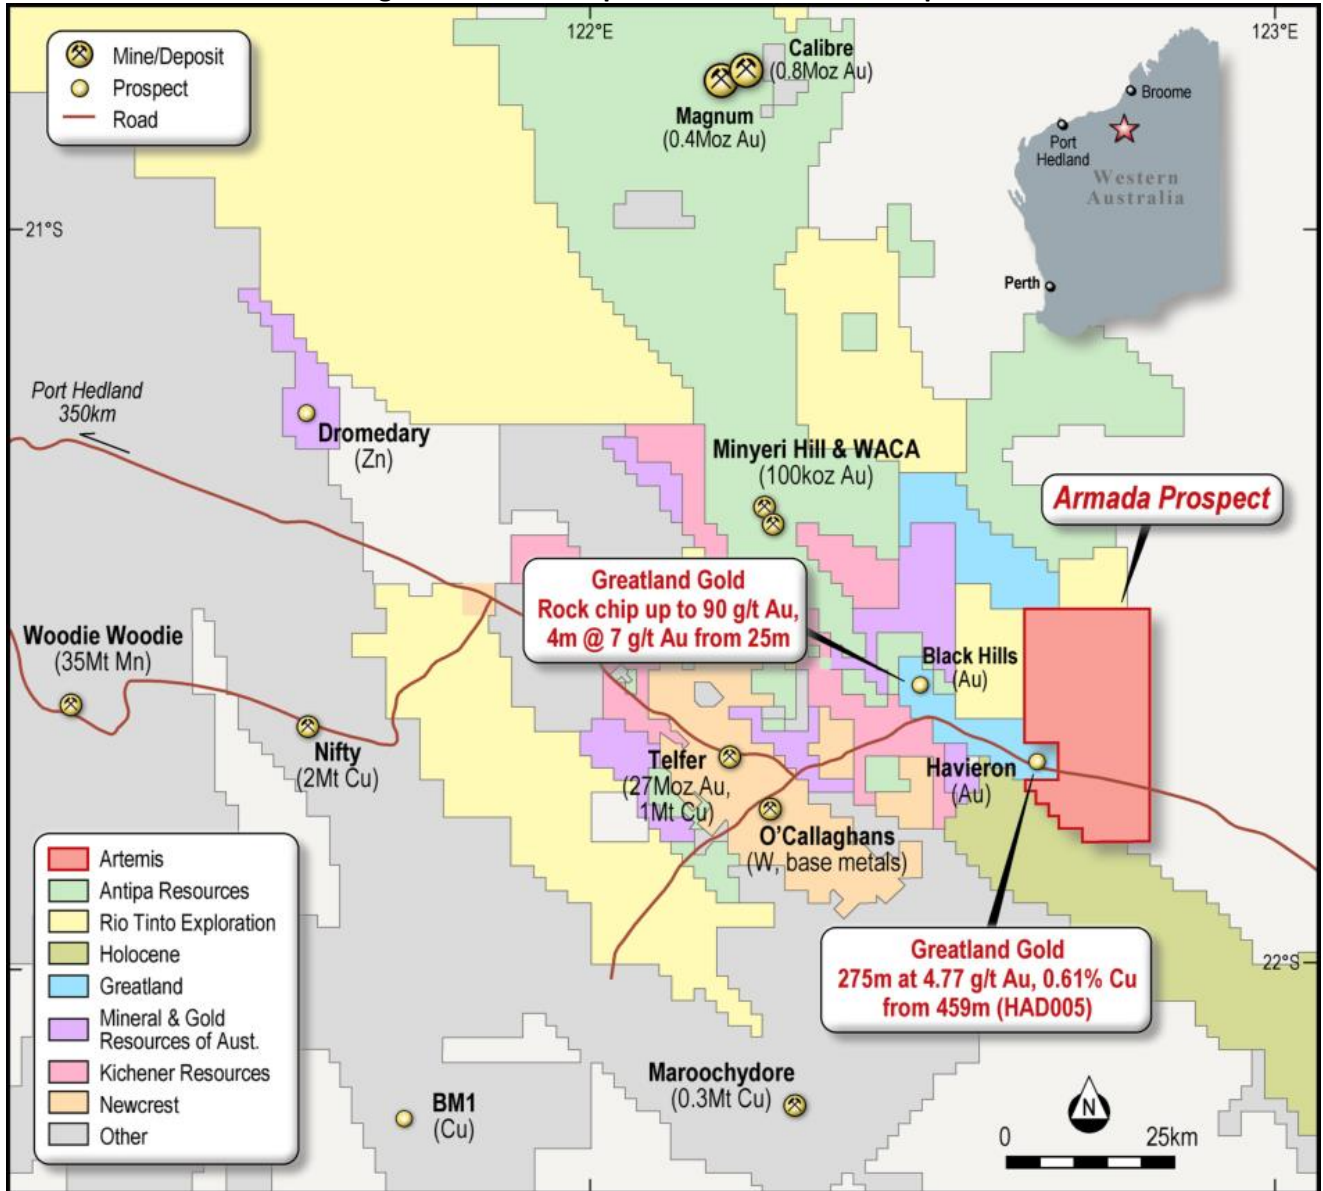 122°E
123°E
21°S
22°S
Mine/Deposit
Prospect
Road
Calibre
(0.8Moz Au)
Magnum
(0.4Moz Au)
Broome
Port
Hedland
Western
Australia
Perth
Port Hedland
350km
Dromedary
(Zn)
Minyeri Hill & WACA
(100koz Au)
Armada Prospect
Greatland Gold
Rock chip up to 90 g/t Au,
4m @ 7 g/t Au from 25m
Woodie Woodie
(35Mt Mn)
Black Hills
(Au)
Nifty
(2Mt Cu)
Telfer
(27Moz Au,
1Mt Cu)
Havieron
(Au)
O'Callaghans
(W, base metals)
Artemis
Antipa Resources
Rio Tinto Exploration
Holocene
Greatland
Mineral & Gold
Resources of Aust.
Kichener Resources
Newcrest
Other
Greatland Gold
275m at 4.77 g/t Au, 0.61% Cu
from 459m (HAD005)
Maroochydore
(0.3Mt Cu)
BM1
(Cu)
N
0 25km